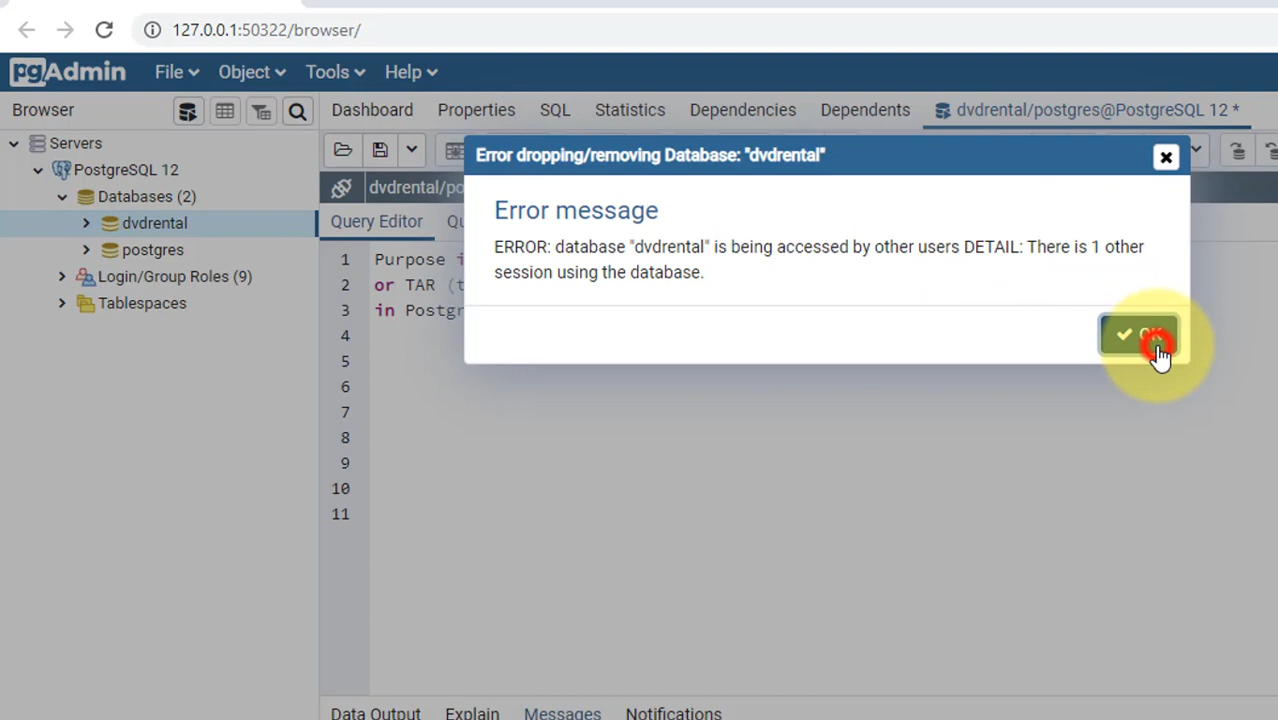 127.0.0.1:50322/browser/
pgAdmin File Object Tools Help
Browser Dashboard Properties SQL Statistics Dependencies Dependents dvdrental/postgres@PostgreSQL 12 *
Servers
PostgreSQL 12
Databases (2)
dvdrental
postgres
Login/Group Roles (9)
Tablespaces
Error dropping/removing Database: "dvdrental"
Error message
ERROR: database "dvdrental" is being accessed by other users DETAIL: There is 1 other
session using the database.
OK
dvdrental/po
Query Editor Qu
1 Purpose i
2 or TAR (t
3 in Postgr
4
5
6
7
8
9
10
11
Data Output Explain Messages Notifications